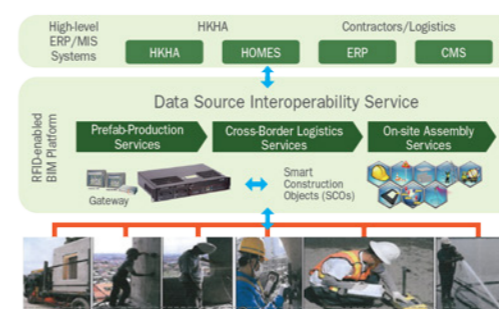 High-level
ERP/MIS
Systems
HKHA
Contractors/Logistics
HKHA
HOMES
ERP
CMS
RFID-enabled
BIM Platform
Data Source Interoperability Service
Prefab-Production
Services
Cross-Border Logistics
Services
On-site Assembly
Services
Gateway
Smart
Construction
Objects (SCOs)